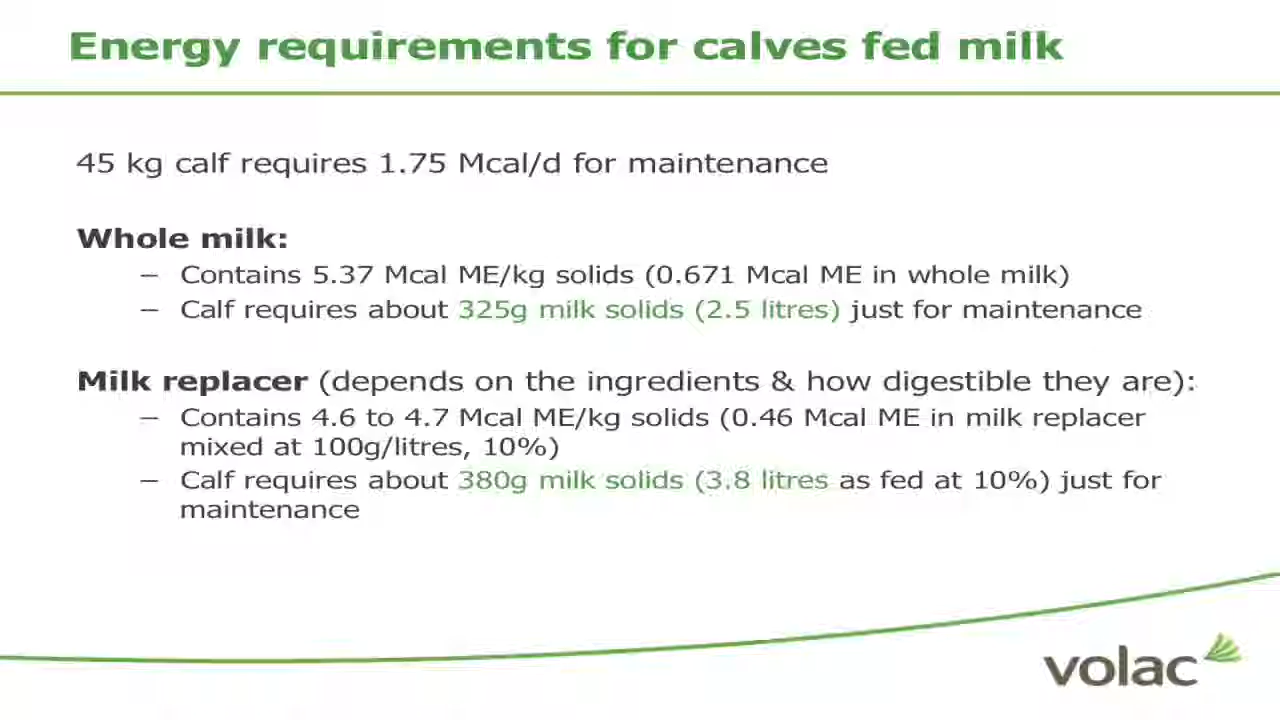 Energy requirements for calves fed milk
45 kg calf requires 1.75 Mcal/d for maintenance
Whole milk:
– Contains 5.37 Mcal ME/kg solids (0.671 Mcal ME in whole milk)
– Calf requires about 325g milk solids (2.5 litres) just for maintenance
Milk replacer (depends on the ingredients & how digestible they are):
– Contains 4.6 to 4.7 Mcal ME/kg solids (0.46 Mcal ME in milk replacer
mixed at 100g/litres, 10%)
– Calf requires about 380g milk solids (3.8 litres as fed at 10%) just for
maintenance
volac